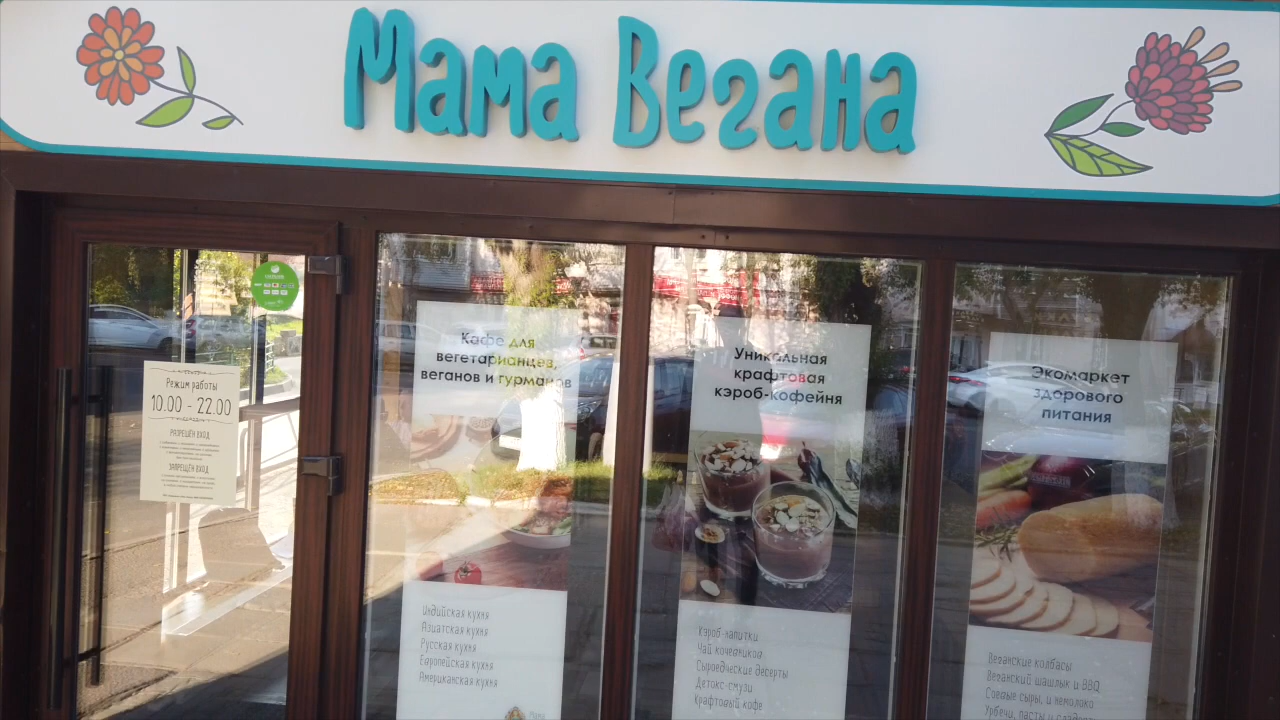 Мама Вегана
Режим работы
10.00 - 22.00
РАЗРЕШЁН ВХОД
ЗАПРЕЩЁН ВХОД
Кафе для
вегетарианцев,
веганов и гурманов
Индийская кухня
Азиатская кухня
Русская кухня
Европейская кухня
Американская кухня
Уникальная
крафтовая
кэроб-кофейня
Кэроб-напитки
Чай кочевников
Сыроедческие десерты
Детокс-смузи
Крафтовый кофе
Экомаркет
здорового
питания
Веганские колбасы
Веганский шашлык и BBQ
Соевые сыры, и немолоко
Урбечи, пасты и